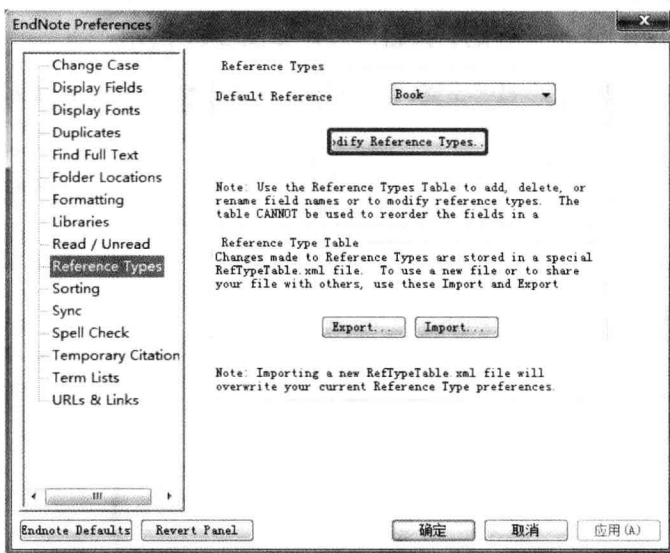 EndNote Preferences
x
Change Case
Display Fields
Display Fonts
Duplicates
Find Full Text
Folder Locations
Formatting
Libraries
Read / Unread
Reference Types
Sorting
Sync
Spell Check
Temporary Citation
Term Lists
URLs & Links
Reference Types
Default Reference
Book
dify Reference Types..
Note: Use the Reference Types Table to add, delete, or
rename field names or to modify reference types. The
table CANNOT be used to reorder the fields in a
Reference Type Table
Changes made to Reference Types are stored in a special
RefTypeTable.xml file. To use a new file or to share
your file with others, use these Import and Export
Export...
Import...
Note: Importing a new RefTypeTable.xml file will
overwrite your current Reference Type preferences.
Endnote Defaults
Revert Panel
确定
取消
应用(A)